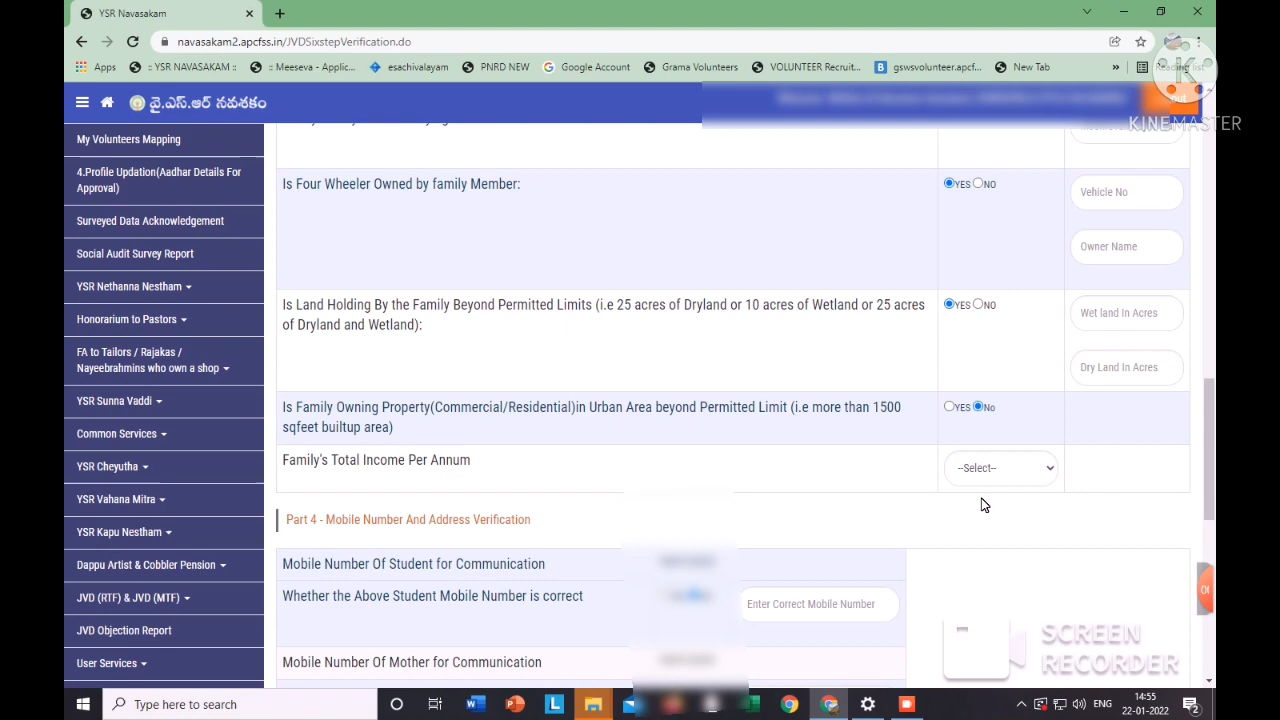 YSR Navasakam
navasakam2.apcfss.in/JVDSixstepVerification.do
Apps
:: YSR NAVASAKAM ::
:: Meeseva - Applic...
esachivalayam
PNRD NEW
Google Account
Grama Volunteers
VOLUNTEER Recruit...
gswsvolunteer.apcf...
New Tab
»
Reading list
KINEMASTER
వై.ఎస్.ఆర్ నవశకం
My Volunteers Mapping
4.Profile Updation(Aadhar Details For
Approval)
Surveyed Data Acknowledgement
Social Audit Survey Report
YSR Nethanna Nestham
Honorarium to Pastors
FA to Tailors / Rajakas /
Nayeebrahmins who own a shop
YSR Sunna Vaddi
Common Services
YSR Cheyutha
YSR Vahana Mitra
YSR Kapu Nestham
Dappu Artist & Cobbler Pension
JVD (RTF) & JVD (MTF)
JVD Objection Report
User Services
Is Four Wheeler Owned by family Member:
YES NO
Vehicle No
Owner Name
Is Land Holding By the Family Beyond Permitted Limits (i.e 25 acres of Dryland or 10 acres of Wetland or 25 acres
of Dryland and Wetland):
YES NO
Wet land In Acres
Dry Land In Acres
Is Family Owning Property(Commercial/Residential)in Urban Area beyond Permitted Limit (i.e more than 1500
sqfeet builtup area)
YES No
Family's Total Income Per Annum
--Select--
Part 4 - Mobile Number And Address Verification
Mobile Number Of Student for Communication
Whether the Above Student Mobile Number is correct
Enter Correct Mobile Number
Mobile Number Of Mother for Communication
SCREEN
RECORDER
Type here to search
ENG
14:55
22-01-2022
2